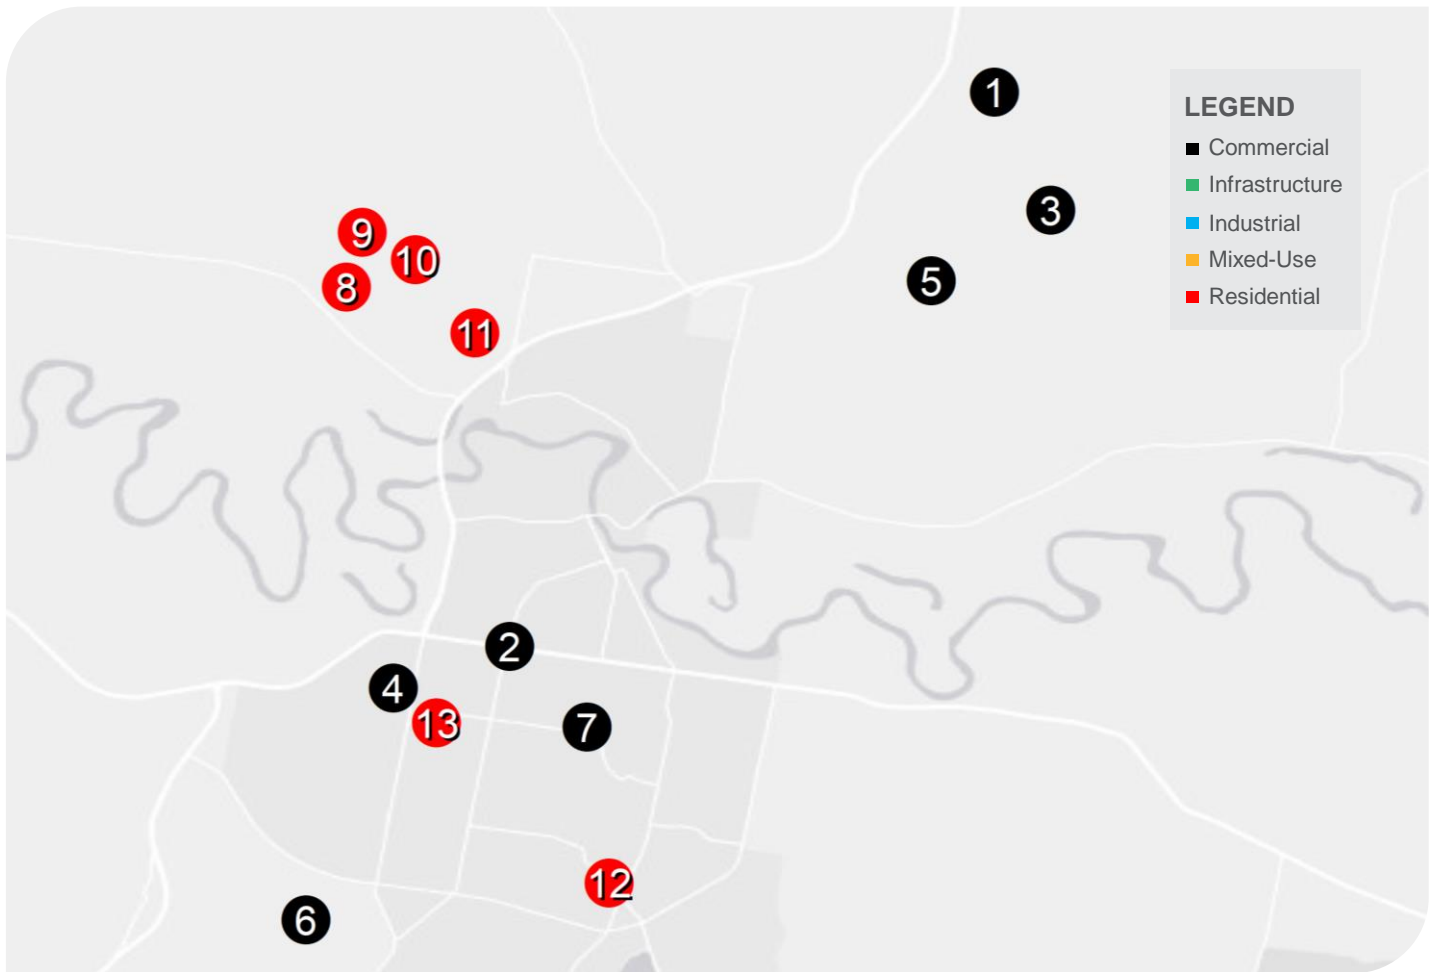 1
LEGEND
Commercial
Infrastructure
Industrial
Mixed-Use
Residential
3
9
10
5
8
11
2
4
13
7
12
6